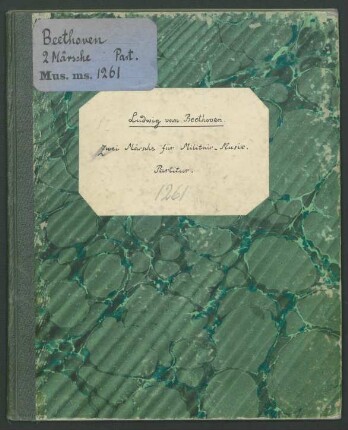 Beethoven
2 Märsche Part.
Mus. ms. 1261
Ludwig van Beethoven.
Zwei Märsche für Militair-Musik.
Partitur.
1261